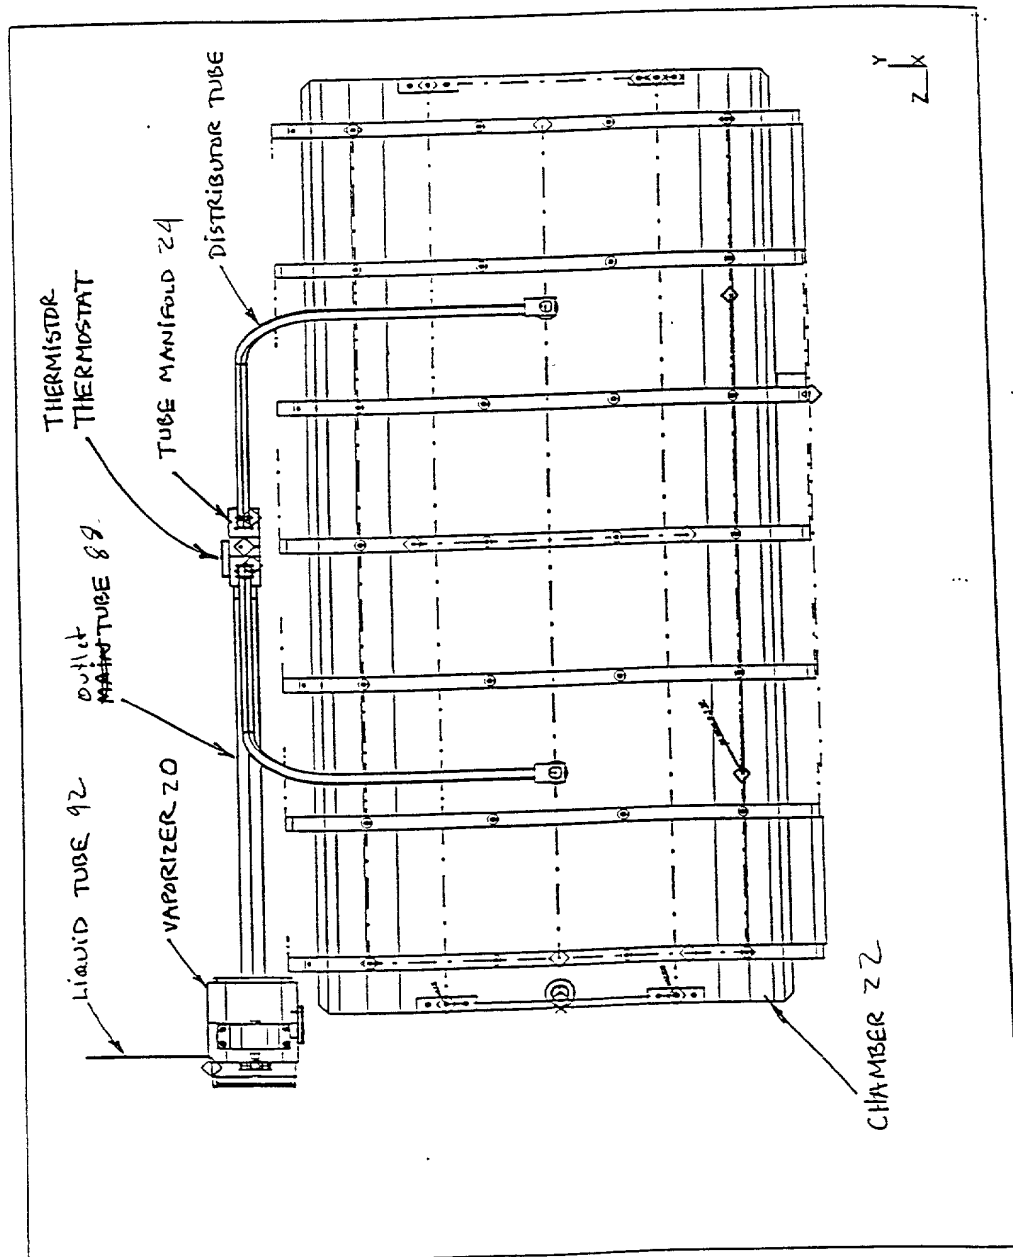 THERMISTOR
THERMOSTAT
LIQUID TUBE 92
outlet
MAIN TUBE 88
VAPORIZER 20
TUBE MANIFOLD 24
DISTRIBUTOR TUBE
CHAMBER 22
Y
Z X